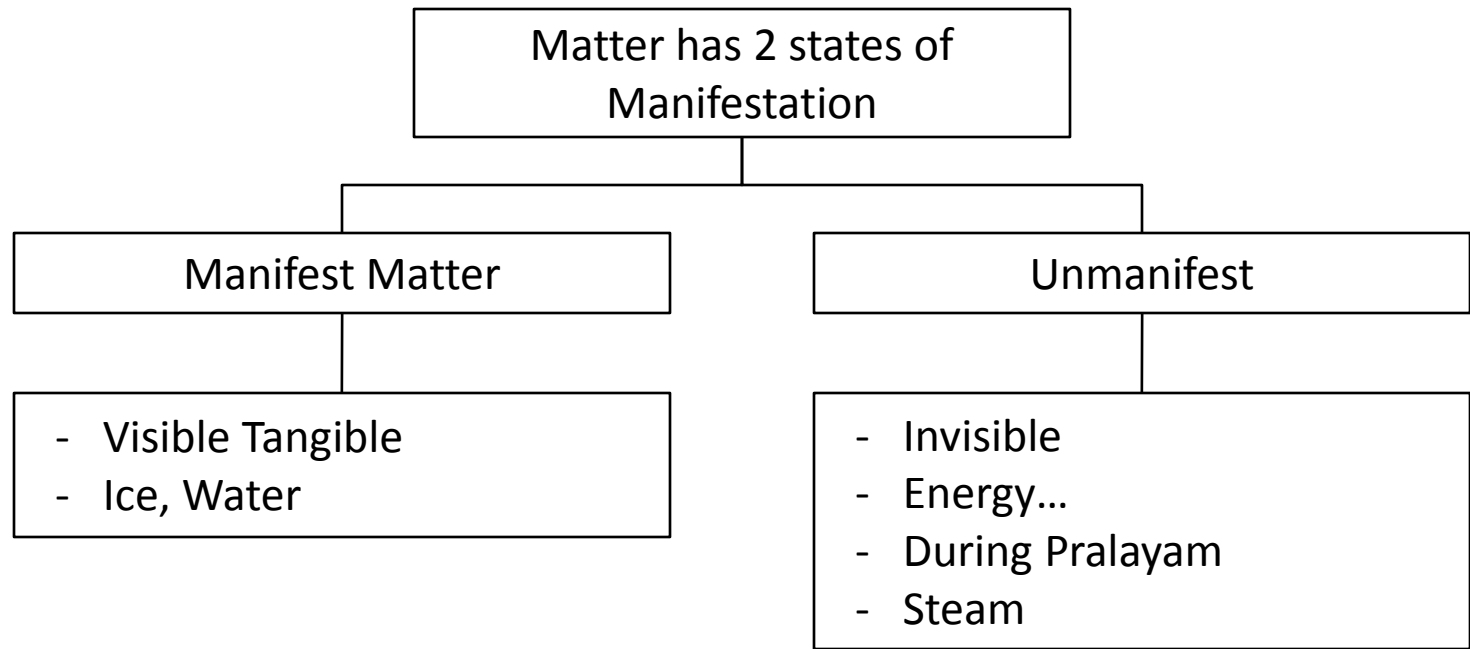 Matter has 2 states of
Manifestation
Manifest Matter
Unmanifest
- Visible Tangible
- Ice, Water
- Invisible
- Energy…
- During Pralayam
- Steam